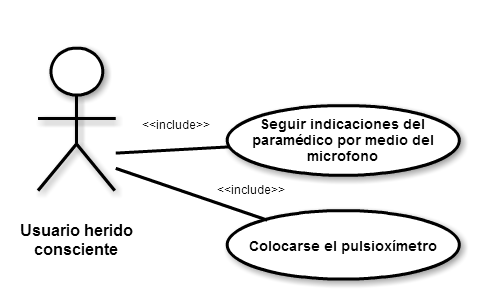 <<include>>
Seguir indicaciones del
paramédico por medio del
microfono
<<include>>
Usuario herido
consciente
Colocarse el pulsioxímetro